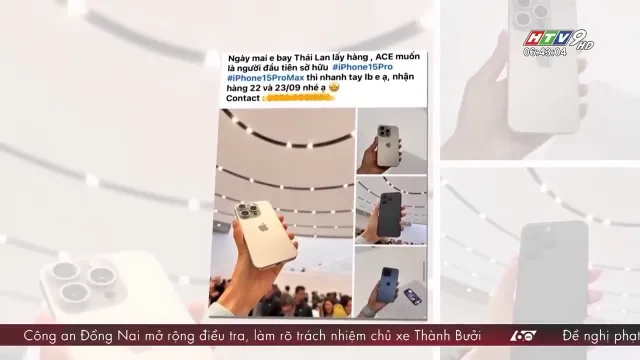 HTV9 HD
06:43:04
Ngày mai e bay Thái Lan lấy hàng , ACE muốn
là người đầu tiên sở hữu #iPhone15Pro
#iPhone15ProMax thì nhanh tay Ib e ạ, nhận
hàng 22 và 23/09 nhé ạ
Contact :
Công an Đồng Nai mở rộng điều tra, làm rõ trách nhiệm chủ xe Thành Bưởi
60
Đề nghị phạt